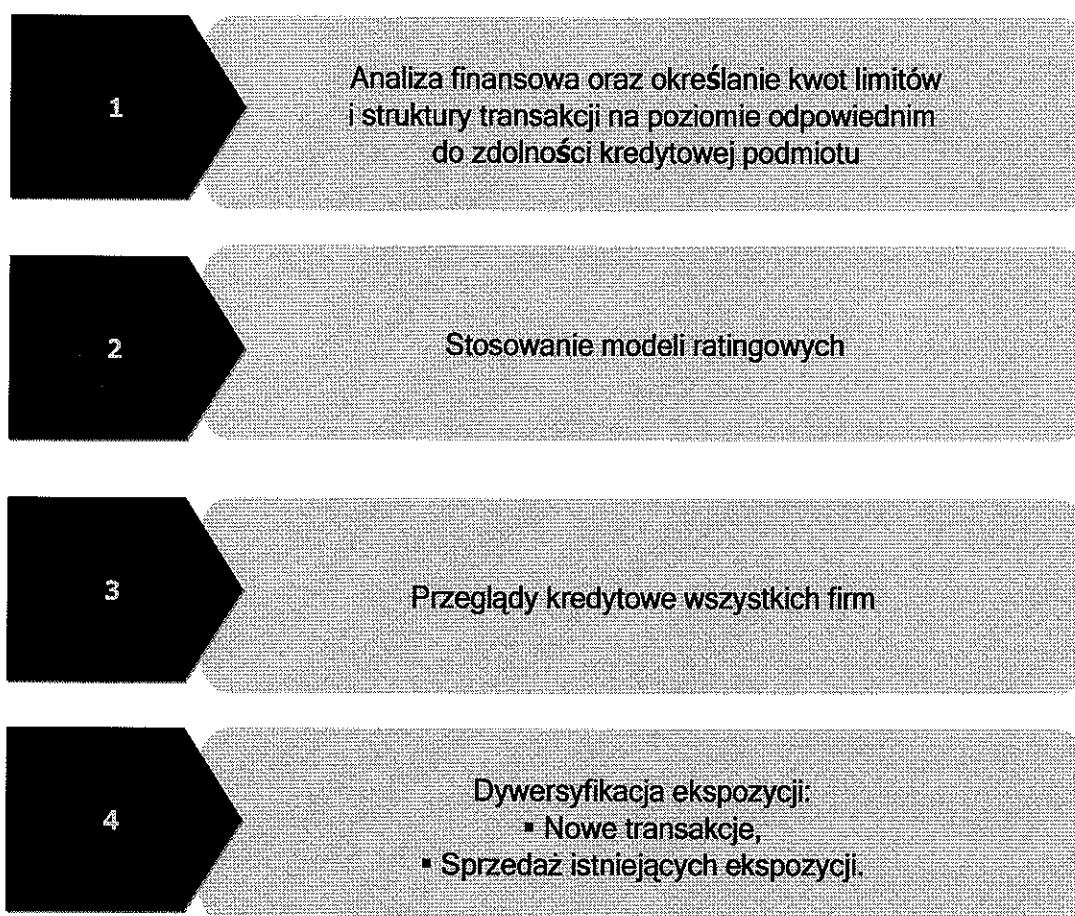 1
Analiza finansowa oraz określanie kwot limitów
i struktury transakcji na poziomie odpowiednim
do zdolności kredytowej podmiotu
2
Stosowanie modeli ratingowych
3
Przeglądy kredytowe wszystkich firm
4
Dywersyfikacja ekspozycji:
▪ Nowe transakcje,
▪ Sprzedaż istniejących ekspozycji.